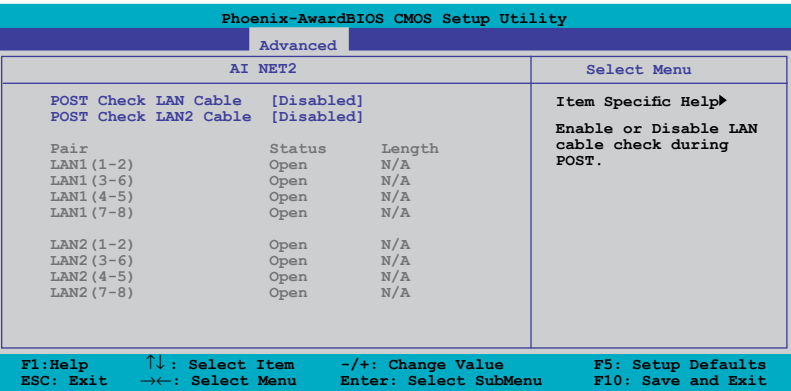 Phoenix-AwardBIOS CMOS Setup Utility
Advanced
AI NET2
Select Menu
POST Check LAN Cable [Disabled]
POST Check LAN2 Cable [Disabled]
Pair Status Length
LAN1(1-2) Open N/A
LAN1(3-6) Open N/A
LAN1(4-5) Open N/A
LAN1(7-8) Open N/A
LAN2(1-2) Open N/A
LAN2(3-6) Open N/A
LAN2(4-5) Open N/A
LAN2(7-8) Open N/A
Item Specific Help▶
Enable or Disable LAN
cable check during
POST.
F1:Help ↑↓: Select Item -/+: Change Value F5: Setup Defaults
ESC: Exit →←: Select Menu Enter: Select SubMenu F10: Save and Exit